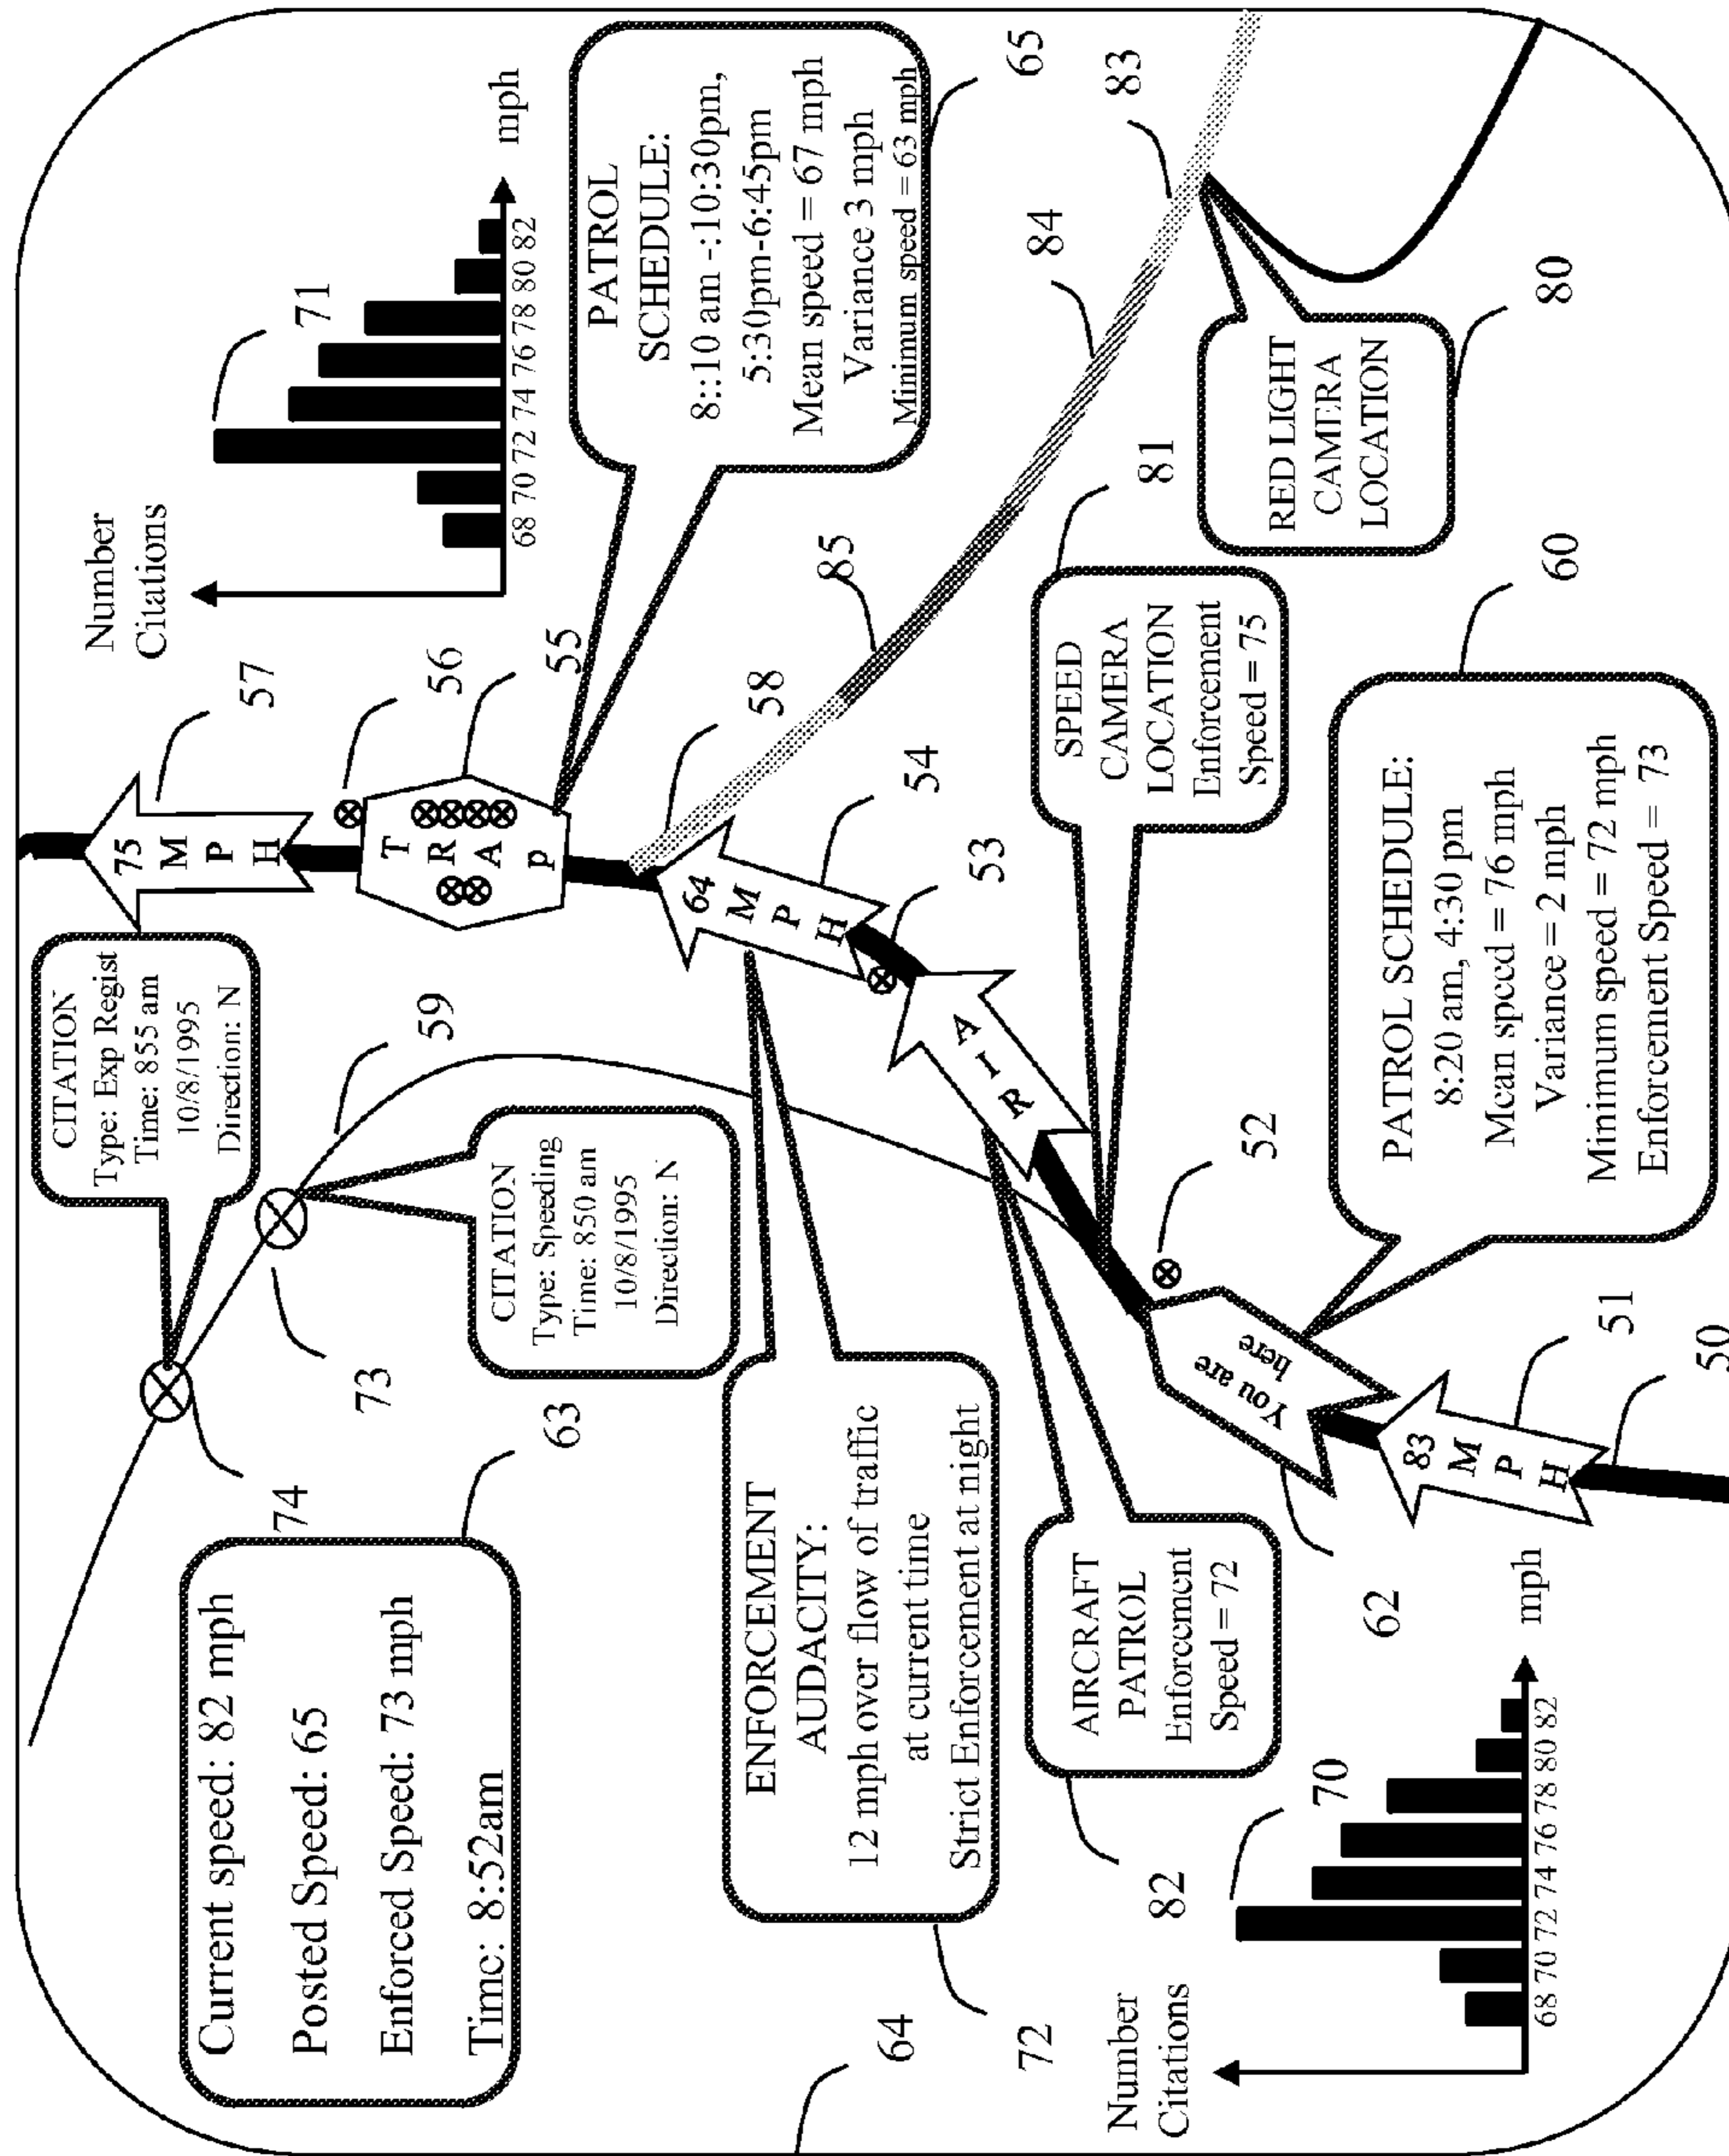 Current speed: 82 mph
Posted Speed: 65
Enforced Speed: 73 mph
Time: 8:52am
63
74
73
CITATION
Type: Exp Regist
Time: 855 am
10/8/1995
Direction: N
57
Number
Citations
68 70 72 74 76 78 80 82
mph
71
75
M
P
H
56
T
R
A
P
55
59
CITATION
Type: Speeding
Time: 850 am
10/8/1995
Direction: N
73
PATROL
SCHEDULE:
8::10 am -:10:30pm,
5:30pm-6:45pm
Mean speed = 67 mph
Variance 3 mph
Minimum speed = 63 mph
65
58
64
M
P
H
54
53
85
84
83
ENFORCEMENT
AUDACITY:
12 mph over flow of traffic
at current time
Strict Enforcement at night
72
64
A
I
R
SPEED
CAMERA
LOCATION
Enforcement
Speed = 75
81
RED LIGHT
CAMERA
LOCATION
80
AIRCRAFT
PATROL
Enforcement
Speed = 72
82
62
52
You are
here
PATROL SCHEDULE:
8:20 am, 4:30 pm
Mean speed = 76 mph
Variance = 2 mph
Minimum speed = 72 mph
Enforcement Speed = 73
60
Number
Citations
68 70 72 74 76 78 80 82
mph
70
83
M
P
H
51
50